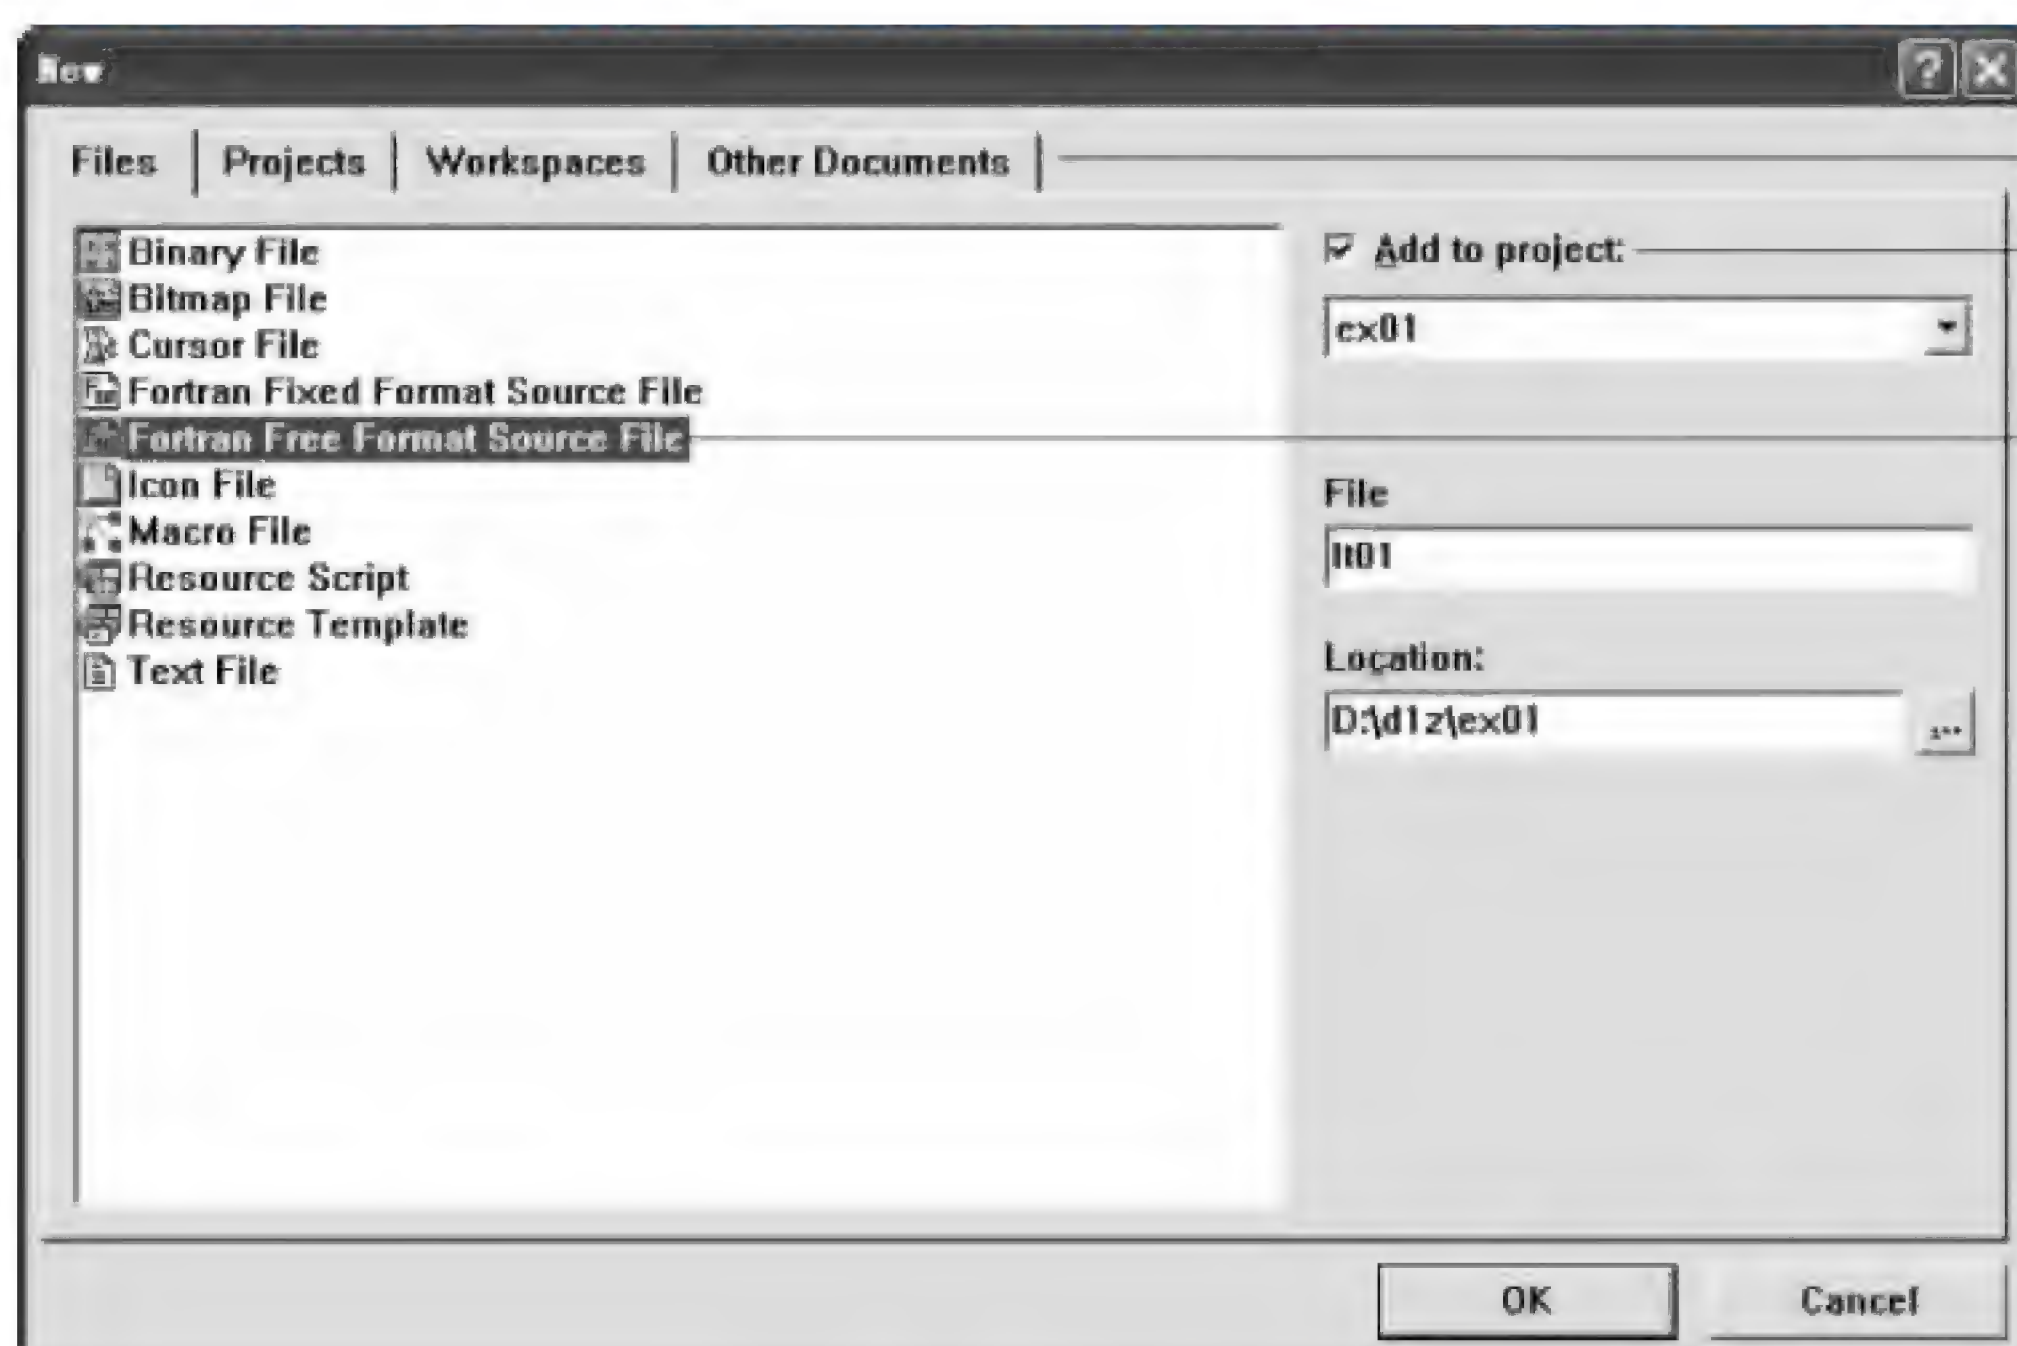 New
Files
Projects
Workspaces
Other Documents
Binary File
Bitmap File
Cursor File
Fortran Fixed Format Source File
Fortran Free Format Source File
Icon File
Macro File
Resource Script
Resource Template
Text File
Add to project:
ex01
File
lt01
Location:
D:\d1z\ex01
...
OK
Cancel